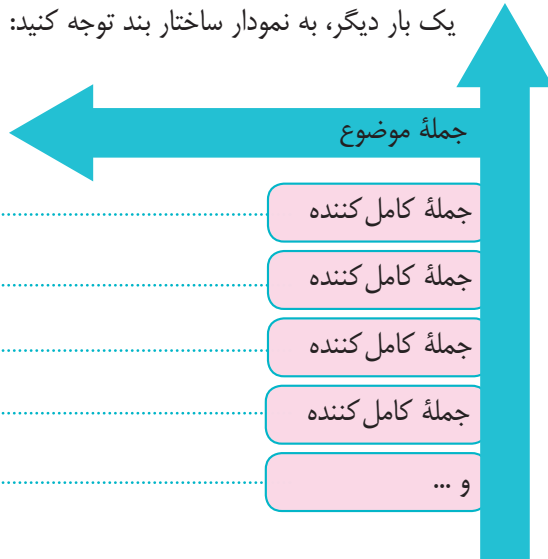 یک بار دیگر، به نمودار ساختار بند توجه کنید:
جملهٔ موضوع
جملهٔ کامل‌کننده
جملهٔ کامل‌کننده
جملهٔ کامل‌کننده
جملهٔ کامل‌کننده
و ...